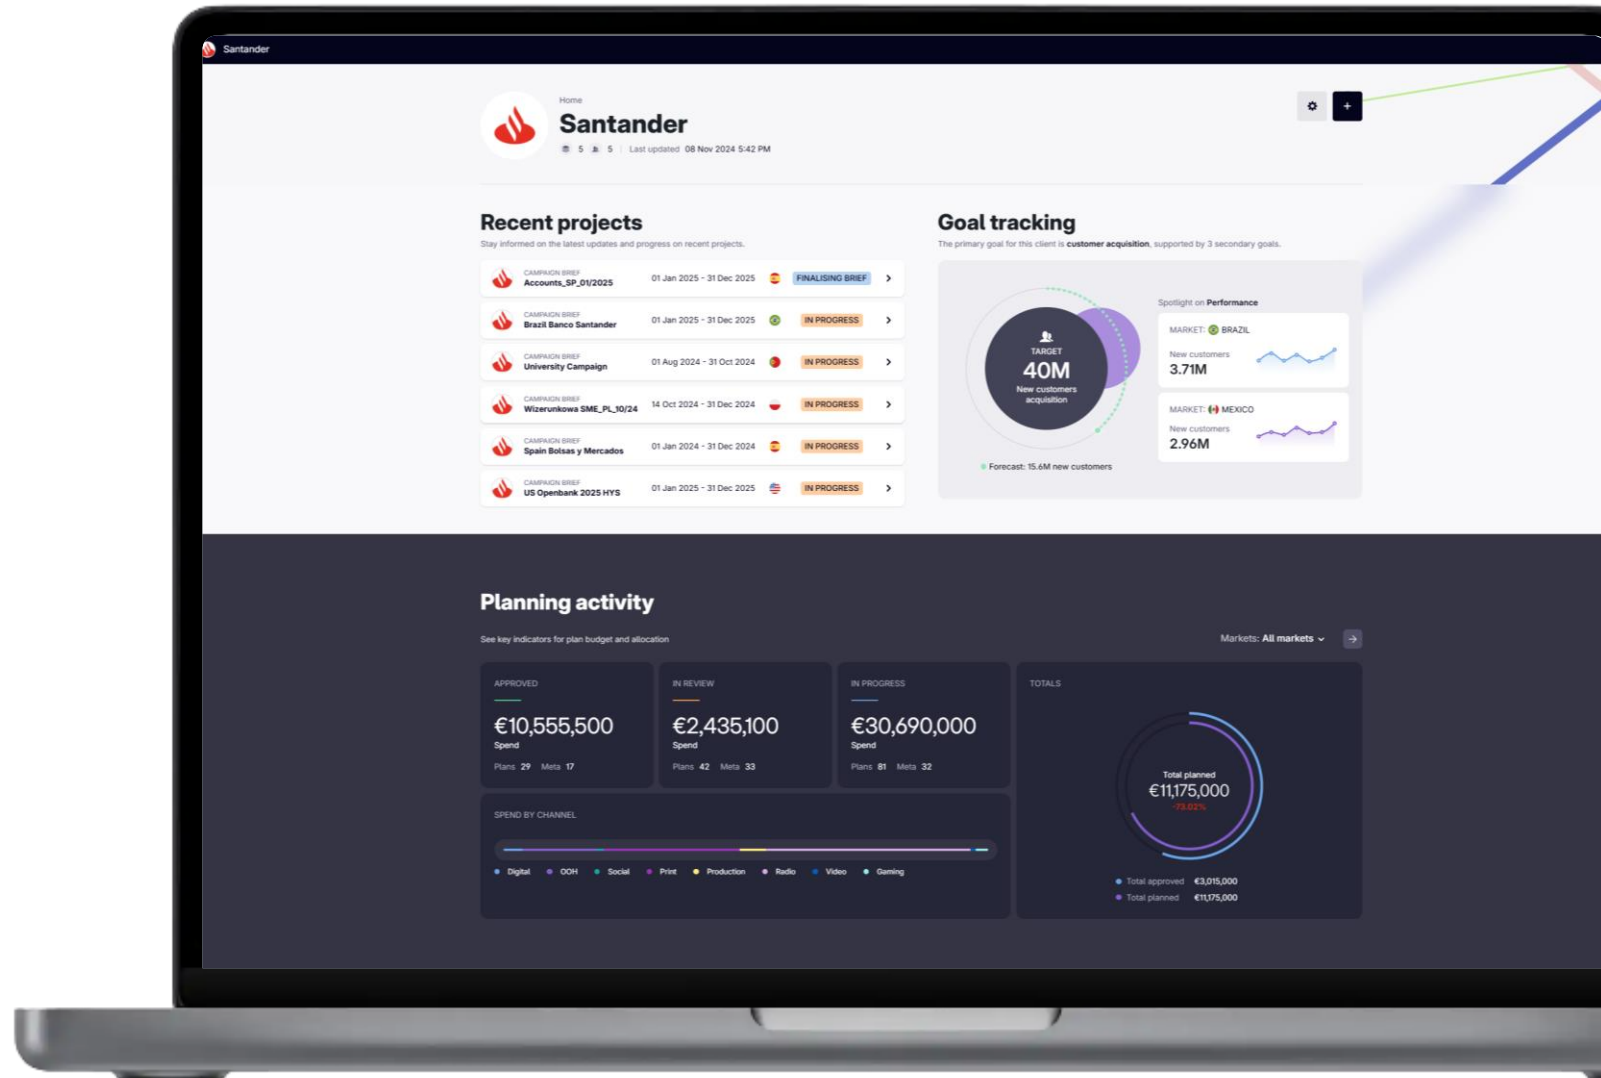 Santander
Home
Santander
5 5 Last updated 08 Nov 2024 5:42 PM
Recent projects
Stay informed on the latest updates and progress on recent projects.
CAMPAIGN BRIEF
Accounts_SP_01/2025 01 Jan 2025 - 31 Dec 2025 FINALISING BRIEF
CAMPAIGN BRIEF
Brazil Banco Santander 01 Jan 2025 - 31 Dec 2025 IN PROGRESS
CAMPAIGN BRIEF
University Campaign 01 Aug 2024 - 31 Oct 2024 IN PROGRESS
CAMPAIGN BRIEF
Wizerunkowa SME_PL_10/24 14 Oct 2024 - 31 Dec 2024 IN PROGRESS
CAMPAIGN BRIEF
Spain Bolsas y Mercados 01 Jan 2024 - 31 Dec 2024 IN PROGRESS
CAMPAIGN BRIEF
US Openbank 2025 HYS 01 Jan 2025 - 31 Dec 2025 IN PROGRESS
Goal tracking
The primary goal for this client is customer acquisition, supported by 3 secondary goals.
TARGET
40M
New customers
acquisition
Forecast: 15.6M new customers
Spotlight on Performance
MARKET: BRAZIL
New customers
3.71M
MARKET: MEXICO
New customers
2.96M
Planning activity
See key indicators for plan budget and allocation
Markets: All markets
APPROVED
€10,555,500
Spend
Plans 29 Meta 17
IN REVIEW
€2,435,100
Spend
Plans 42 Meta 33
IN PROGRESS
€30,690,000
Spend
Plans 81 Meta 32
SPEND BY CHANNEL
Digital OOH Social Print Production Radio Video Gaming
TOTALS
Total planned
€11,175,000
-73.02%
Total approved €3,015,000
Total planned €11,175,000